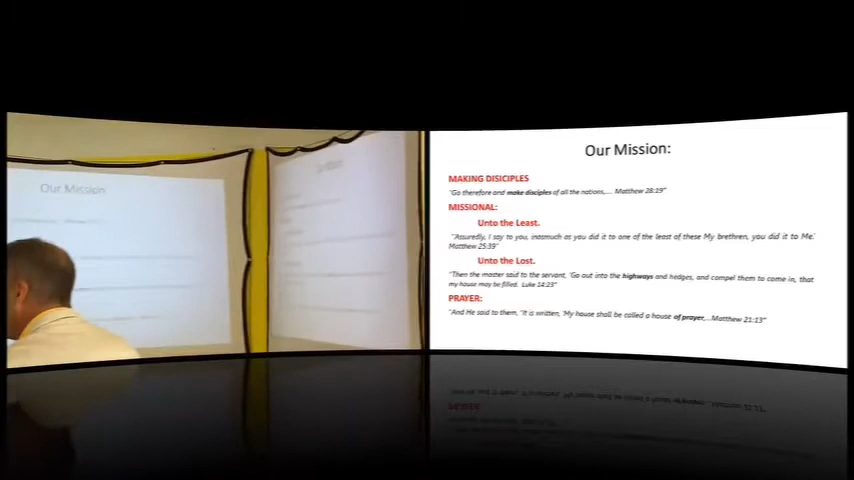 Our Mission
Our Mission:
MAKING DISICIPLES
"Go therefore and make disciples of all the nations,... Matthew 28:19"
MISSIONAL:
Unto the Least.
"Assuredly, I say to you, inasmuch as you did it to one of the least of these My brethren, you did it to Me.'
Matthew 25:39"
Unto the Lost.
"Then the master said to the servant, 'Go out into the highways and hedges, and compel them to come in, that
my house may be filled. Luke 14:23"
PRAYER:
"And He said to them, "It is written, 'My house shall be called a house of prayer,...Matthew 21:13"